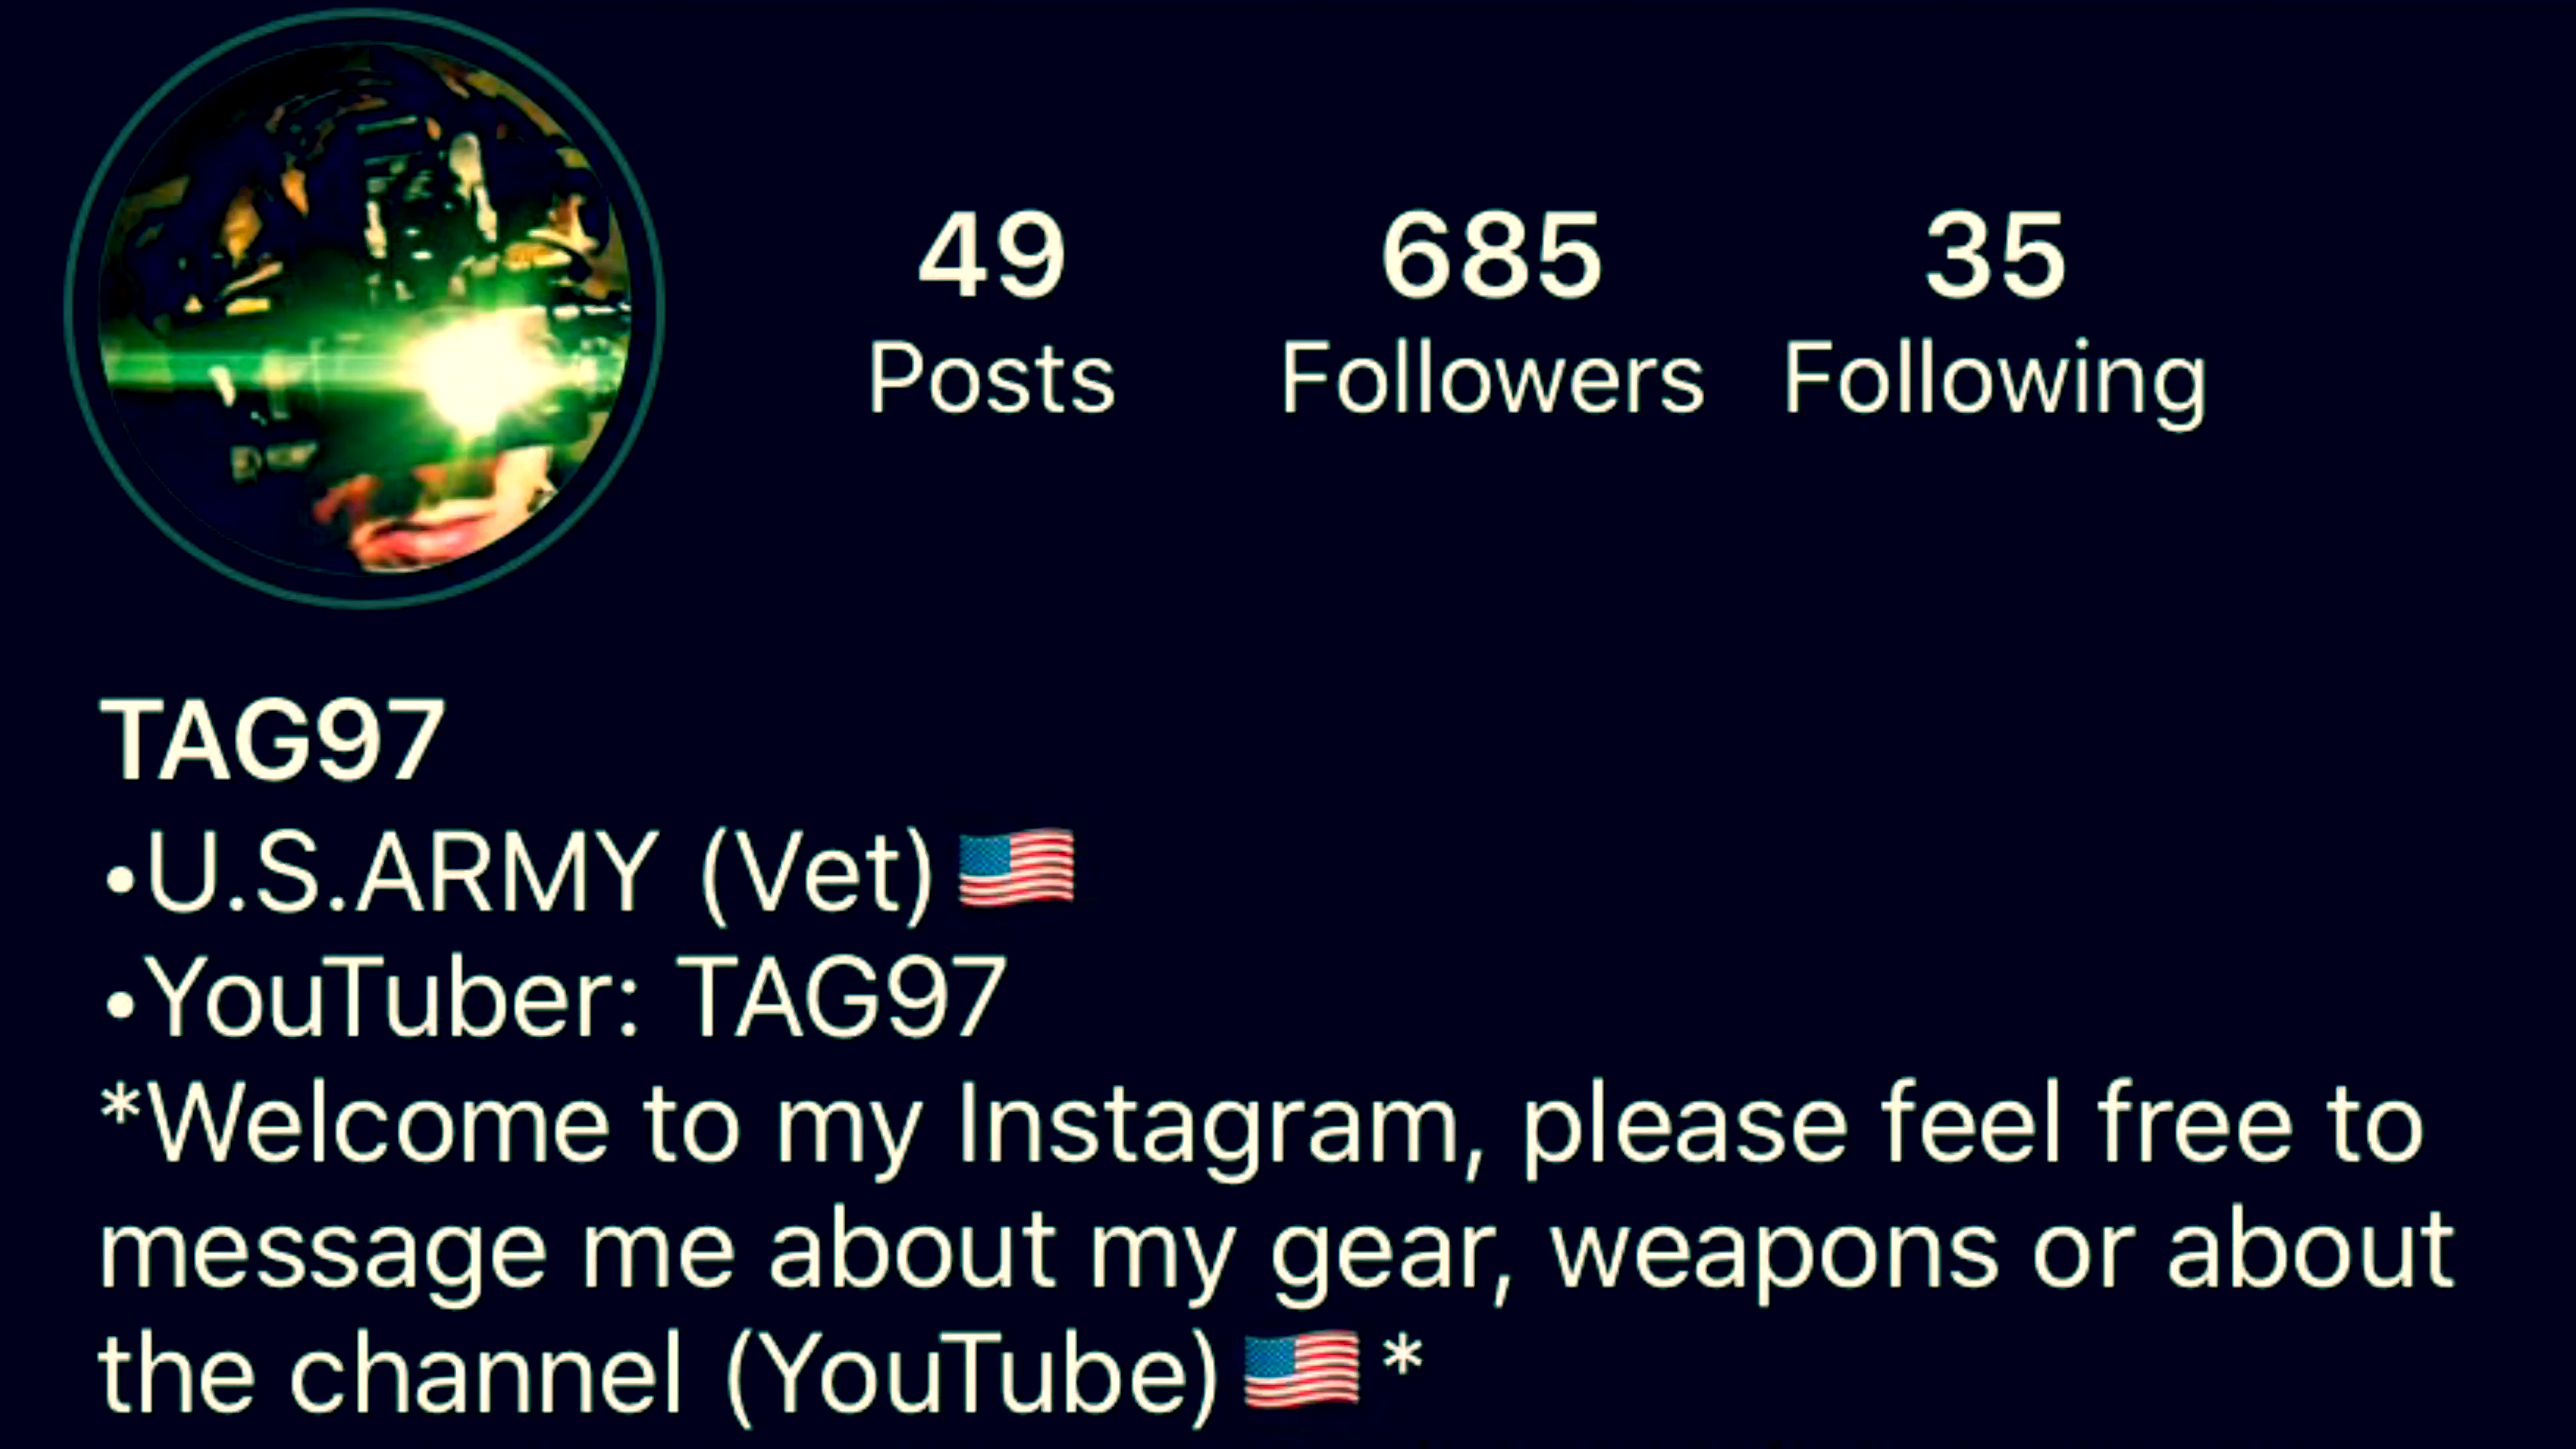 49 685 35
Posts Followers Following
TAG97
•U.S.ARMY (Vet)🇺🇸
•YouTuber: TAG97
*Welcome to my Instagram, please feel free to
message me about my gear, weapons or about
the channel (YouTube)🇺🇸*